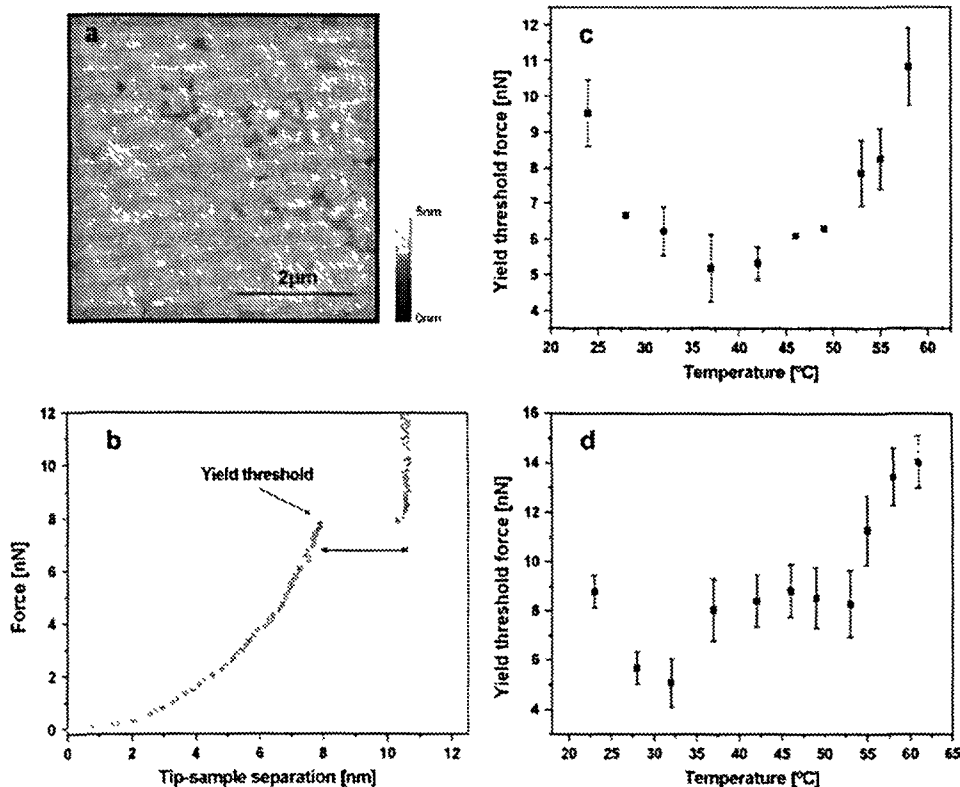 a
5nm
2µm
0nm
c
12
11
10
9
8
7
6
5
4
Yield threshold force [nN]
20 25 30 35 40 45 50 55 60
Temperature [ºC]
b
Yield threshold
12
10
8
6
4
2
0
Force [nN]
0 2 4 6 8 10 12
Tip-sample separation [nm]
d
16
14
12
10
8
6
4
Yield threshold force [nN]
20 25 30 35 40 45 50 55 60 65
Temperature [ºC]